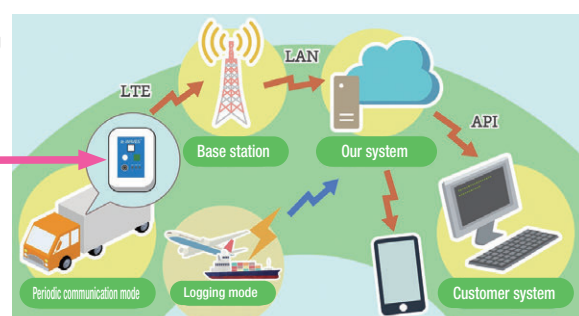 LAN
LTE
API
Base station
Our system
Periodic communication mode
Logging mode
Customer system